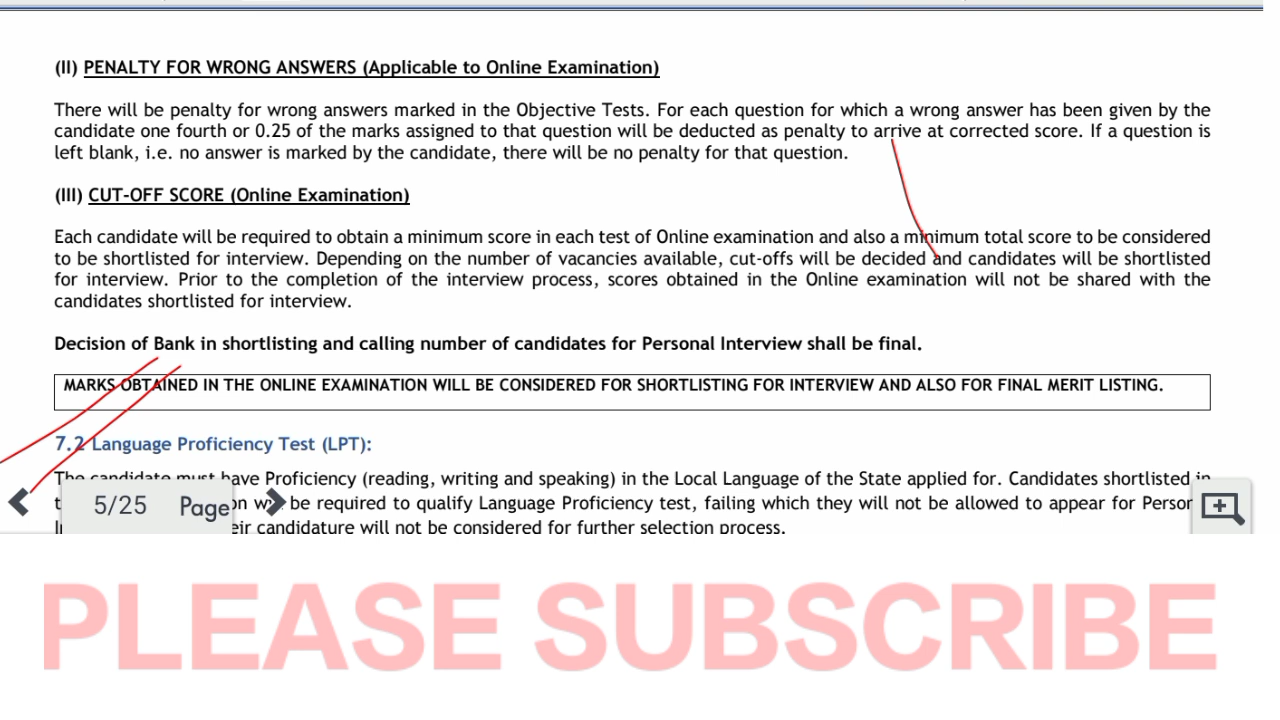 (II) PENALTY FOR WRONG ANSWERS (Applicable to Online Examination)
There will be penalty for wrong answers marked in the Objective Tests. For each question for which a wrong answer has been given by the
candidate one fourth or 0.25 of the marks assigned to that question will be deducted as penalty to arrive at corrected score. If a question is
left blank, i.e. no answer is marked by the candidate, there will be no penalty for that question.
(III) CUT-OFF SCORE (Online Examination)
Each candidate will be required to obtain a minimum score in each test of Online examination and also a minimum total score to be considered
to be shortlisted for interview. Depending on the number of vacancies available, cut-offs will be decided and candidates will be shortlisted
for interview. Prior to the completion of the interview process, scores obtained in the Online examination will not be shared with the
candidates shortlisted for interview.
Decision of Bank in shortlisting and calling number of candidates for Personal Interview shall be final.
MARKS OBTAINED IN THE ONLINE EXAMINATION WILL BE CONSIDERED FOR SHORTLISTING FOR INTERVIEW AND ALSO FOR FINAL MERIT LISTING.
7.2 Language Proficiency Test (LPT):
The candidate must have Proficiency (reading, writing and speaking) in the Local Language of the State applied for. Candidates shortlisted in
be required to qualify Language Proficiency test, failing which they will not be allowed to appear for
candidature will not be considered for further selection process.
5/25 Page
PLEASE SUBSCRIBE